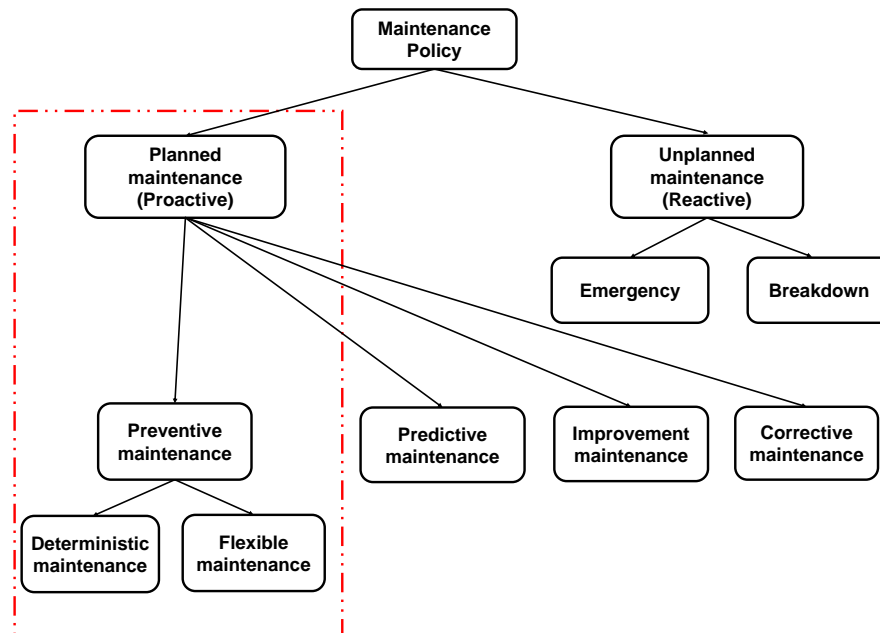 Maintenance
Policy
Planned
maintenance
(Proactive)
Unplanned
maintenance
(Reactive)
Emergency
Breakdown
Preventive
maintenance
Predictive
maintenance
Improvement
maintenance
Corrective
maintenance
Deterministic
maintenance
Flexible
maintenance